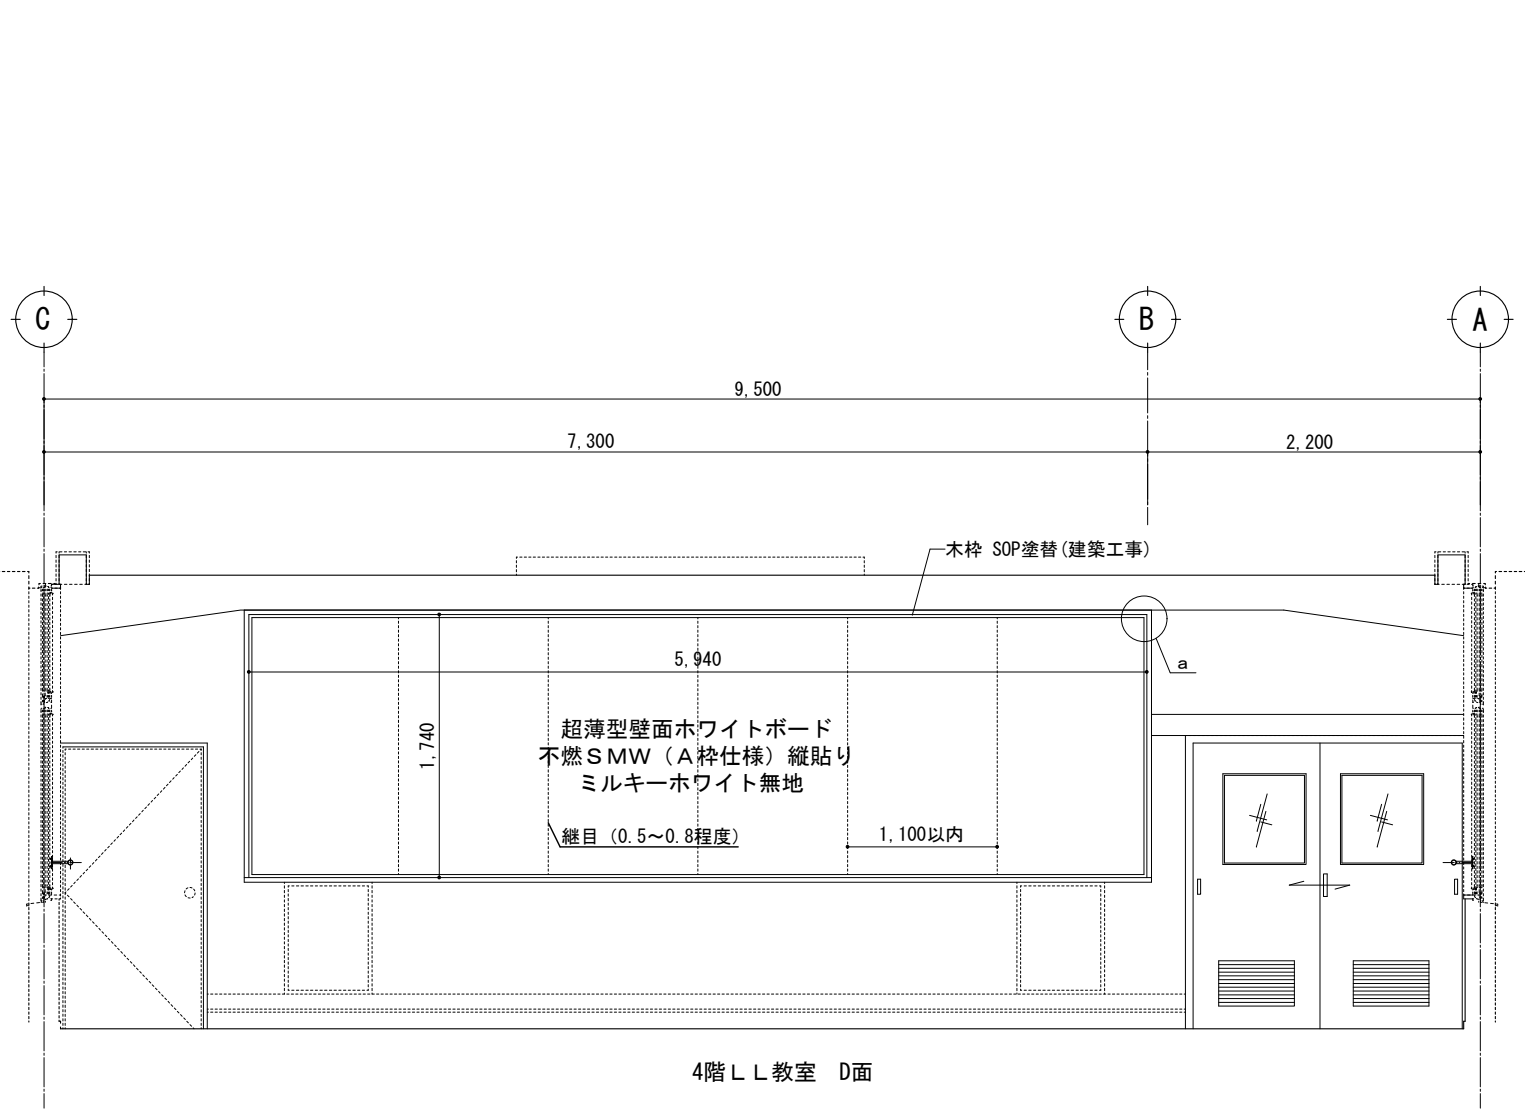 C
B
A
9,500
7,300
2,200
木枠 SOP塗替(建築工事)
5,940
a
1,740
超薄型壁面ホワイトボード
不燃SMW(A枠仕様)縦貼り
ミルキーホワイト無地
継目(0.5〜0.8程度)
1,100以内
4階LL教室 D面